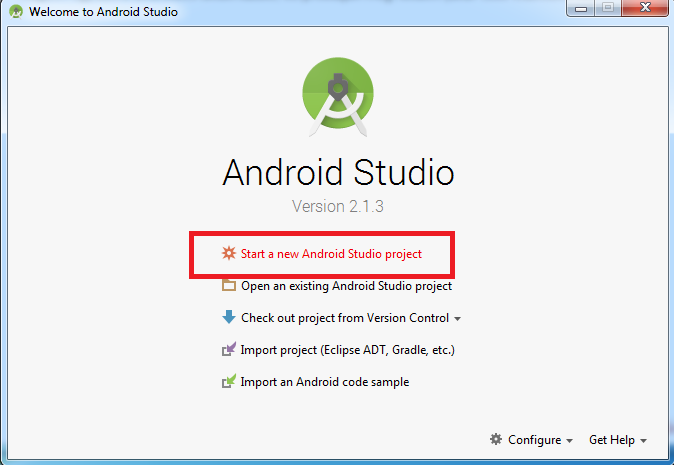 Welcome to Android Studio
Android Studio
Version 2.1.3
Start a new Android Studio project
Open an existing Android Studio project
Check out project from Version Control
Import project (Eclipse ADT, Gradle, etc.)
Import an Android code sample
Configure Get Help